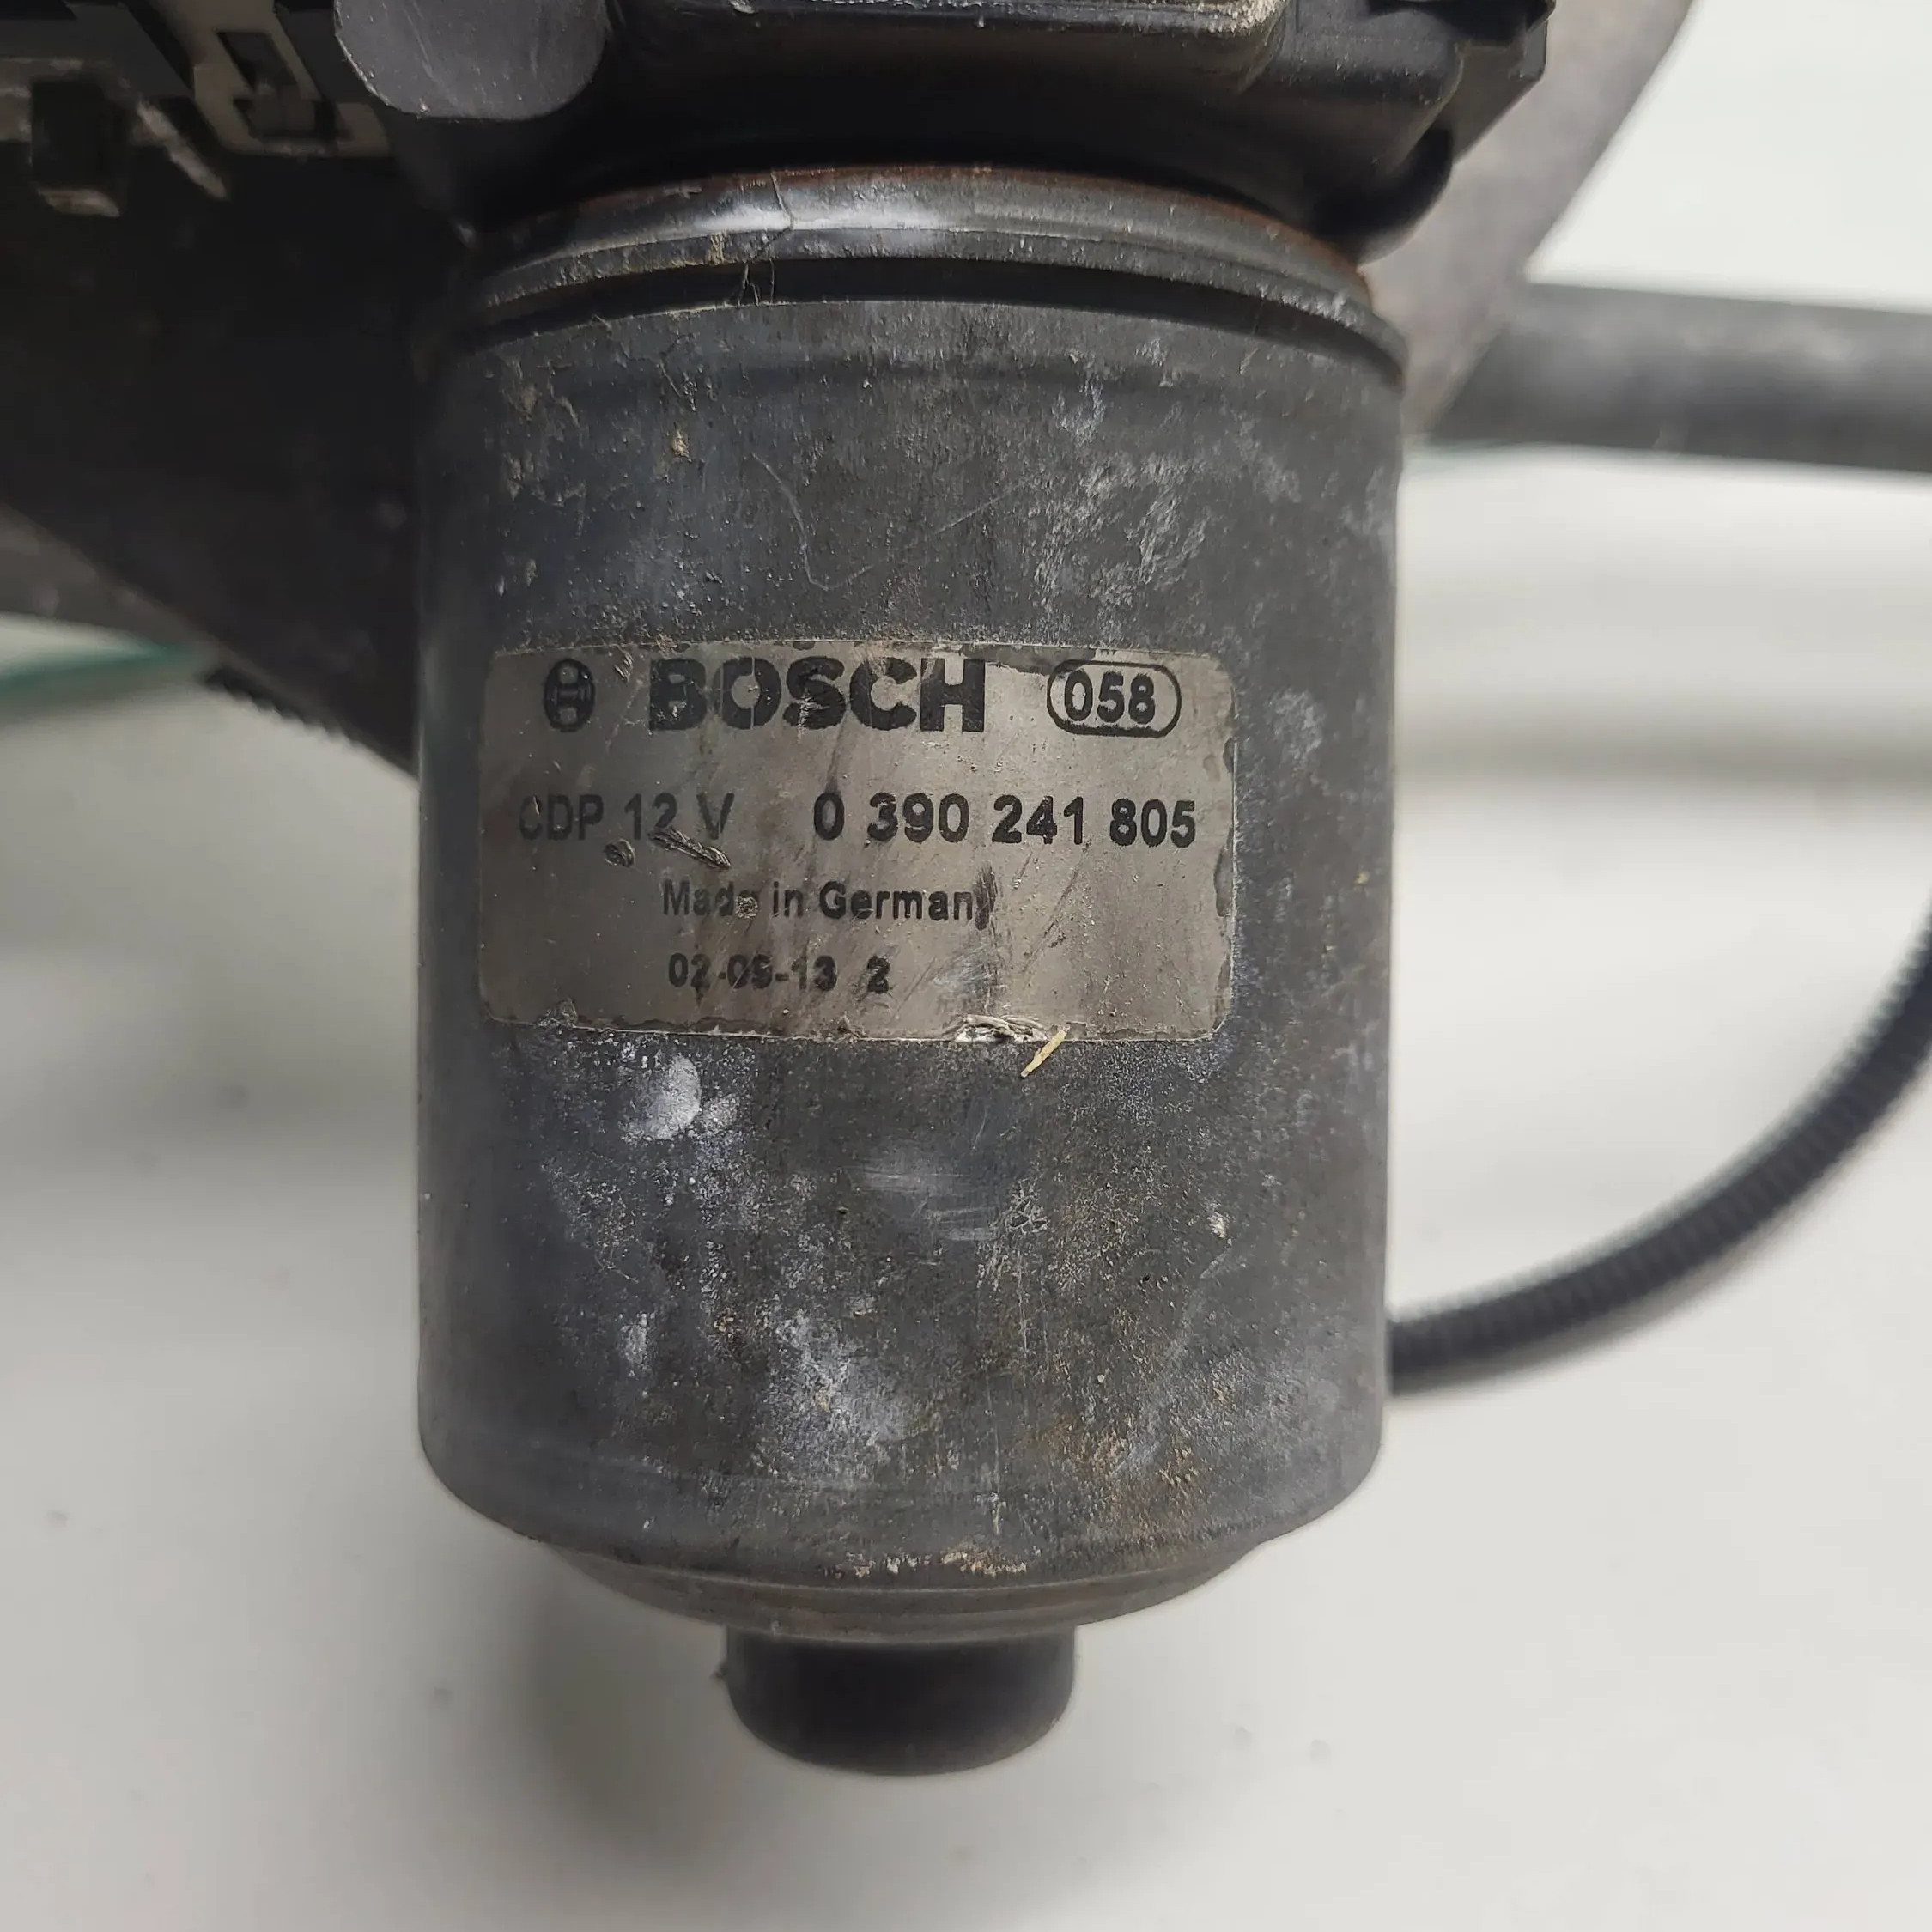 BOSCH 058
CDP 12 V 0 390 241 805
Made in Germany
02-09-13 2